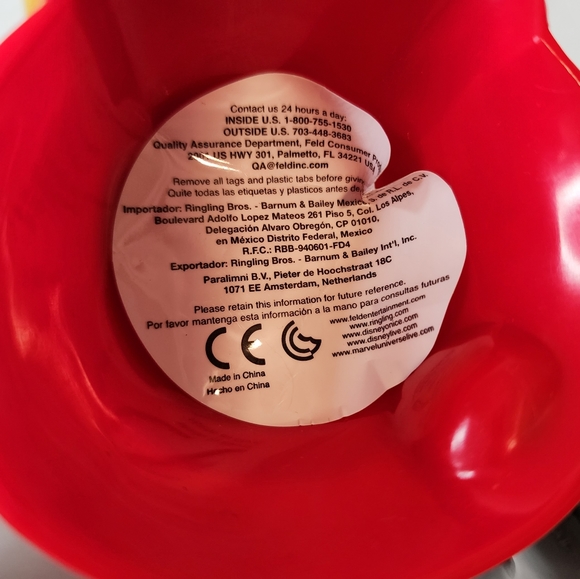 Contact us 24 hours a day:
INSIDE U.S. 1-800-755-1530
OUTSIDE U.S. 703-448-3683
Quality Assurance Department, Feld Consumer
US HWY 301, Palmetto, FL 34221 USA
QA@feldinc.com
Remove all tags and plastic tabs before
Quite todas las etiquetas y plasticos antes de
Importador: Ringling Bros. - Barnum & Bailey S. de R.L. de C.V.
Boulevard Adolfo Lopez Mateos 261 Piso 5, Col. Los Alpes,
Delegación Alvaro Obregón, CP 01010.
en México Distrito Federal, Mexico
R.F.C.: RBB-940601-FD4
Exportador: Ringling Bros. - Barnum & Bailey Int'l, Inc.
Paralimni B.V., Pieter de Hoochstraat 18C
1071 EE Amsterdam, Netherlands
Please retain this information for future reference.
Por favor mantenga esta información a la mano para consultas futuras
www.feldentertainment.com
www.ringling.com
www.disneyonice.com
www.disneylive.com
www.marveluniverselive.com
CE
Made in China
Hecho en China